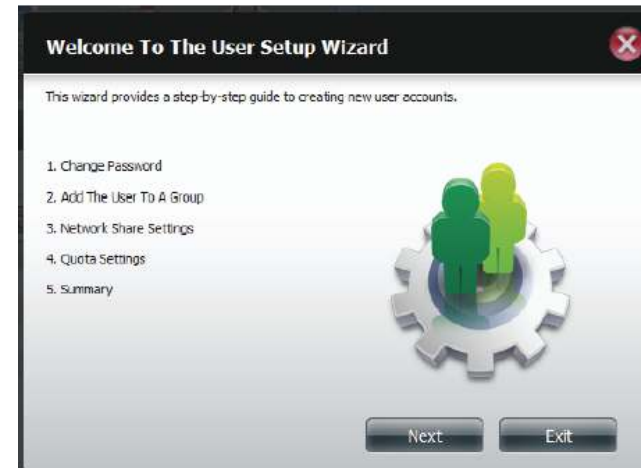 Welcome To The User Setup Wizard
This wizard provides a step-by-step guide to creating new user accounts.
1. Change Password
2. Add The User To A Group
3. Network Share Settings
4. Quota Settings
5. Summary
Next
Exit